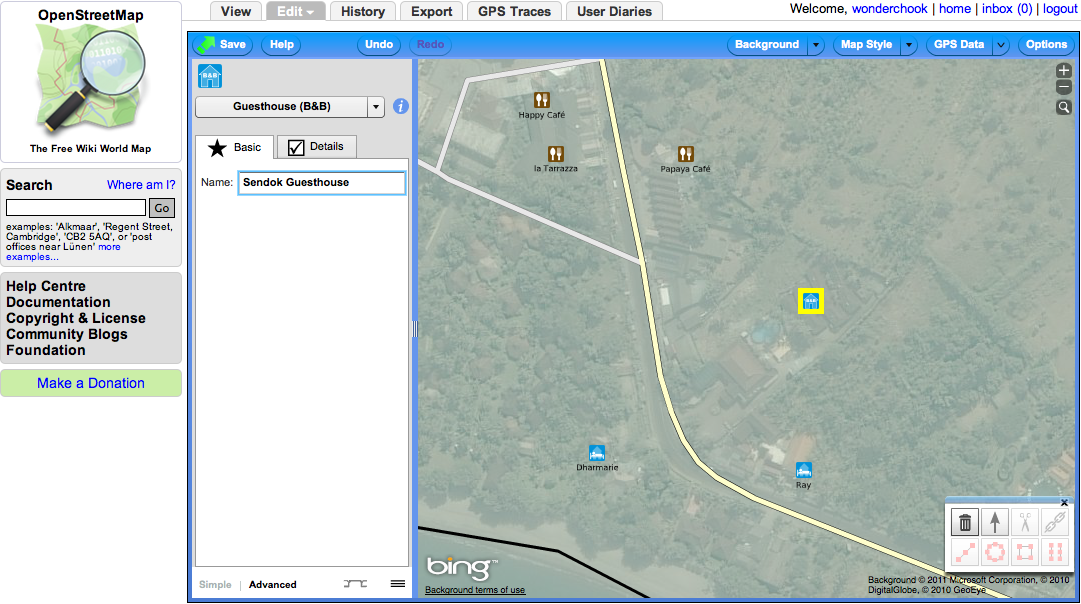 OpenStreetMap
The Free Wiki World Map
View
Edit
History
Export
GPS Traces
User Diaries
Welcome, wonderchook | home | inbox (0) | logout
Save
Help
Undo
Redo
Background
Map Style
GPS Data
Options
Search
Where am I?
Go
examples: 'Alkmaar', 'Regent Street,
Cambridge', 'CB2 5AQ', or 'post
offices near Lünen' more
examples...
Help Centre
Documentation
Copyright & License
Community Blogs
Foundation
Make a Donation
B&B
Guesthouse (B&B)
i
Basic
Details
Name: Sendok Guesthouse
Simple | Advanced
Happy Café
la Tarrazza
Papaya Café
B&B
Dharmarie
Ray
bing™
Background terms of use
Background © 2011 Microsoft Corporation, © 2010
DigitalGlobe, © 2010 GeoEye